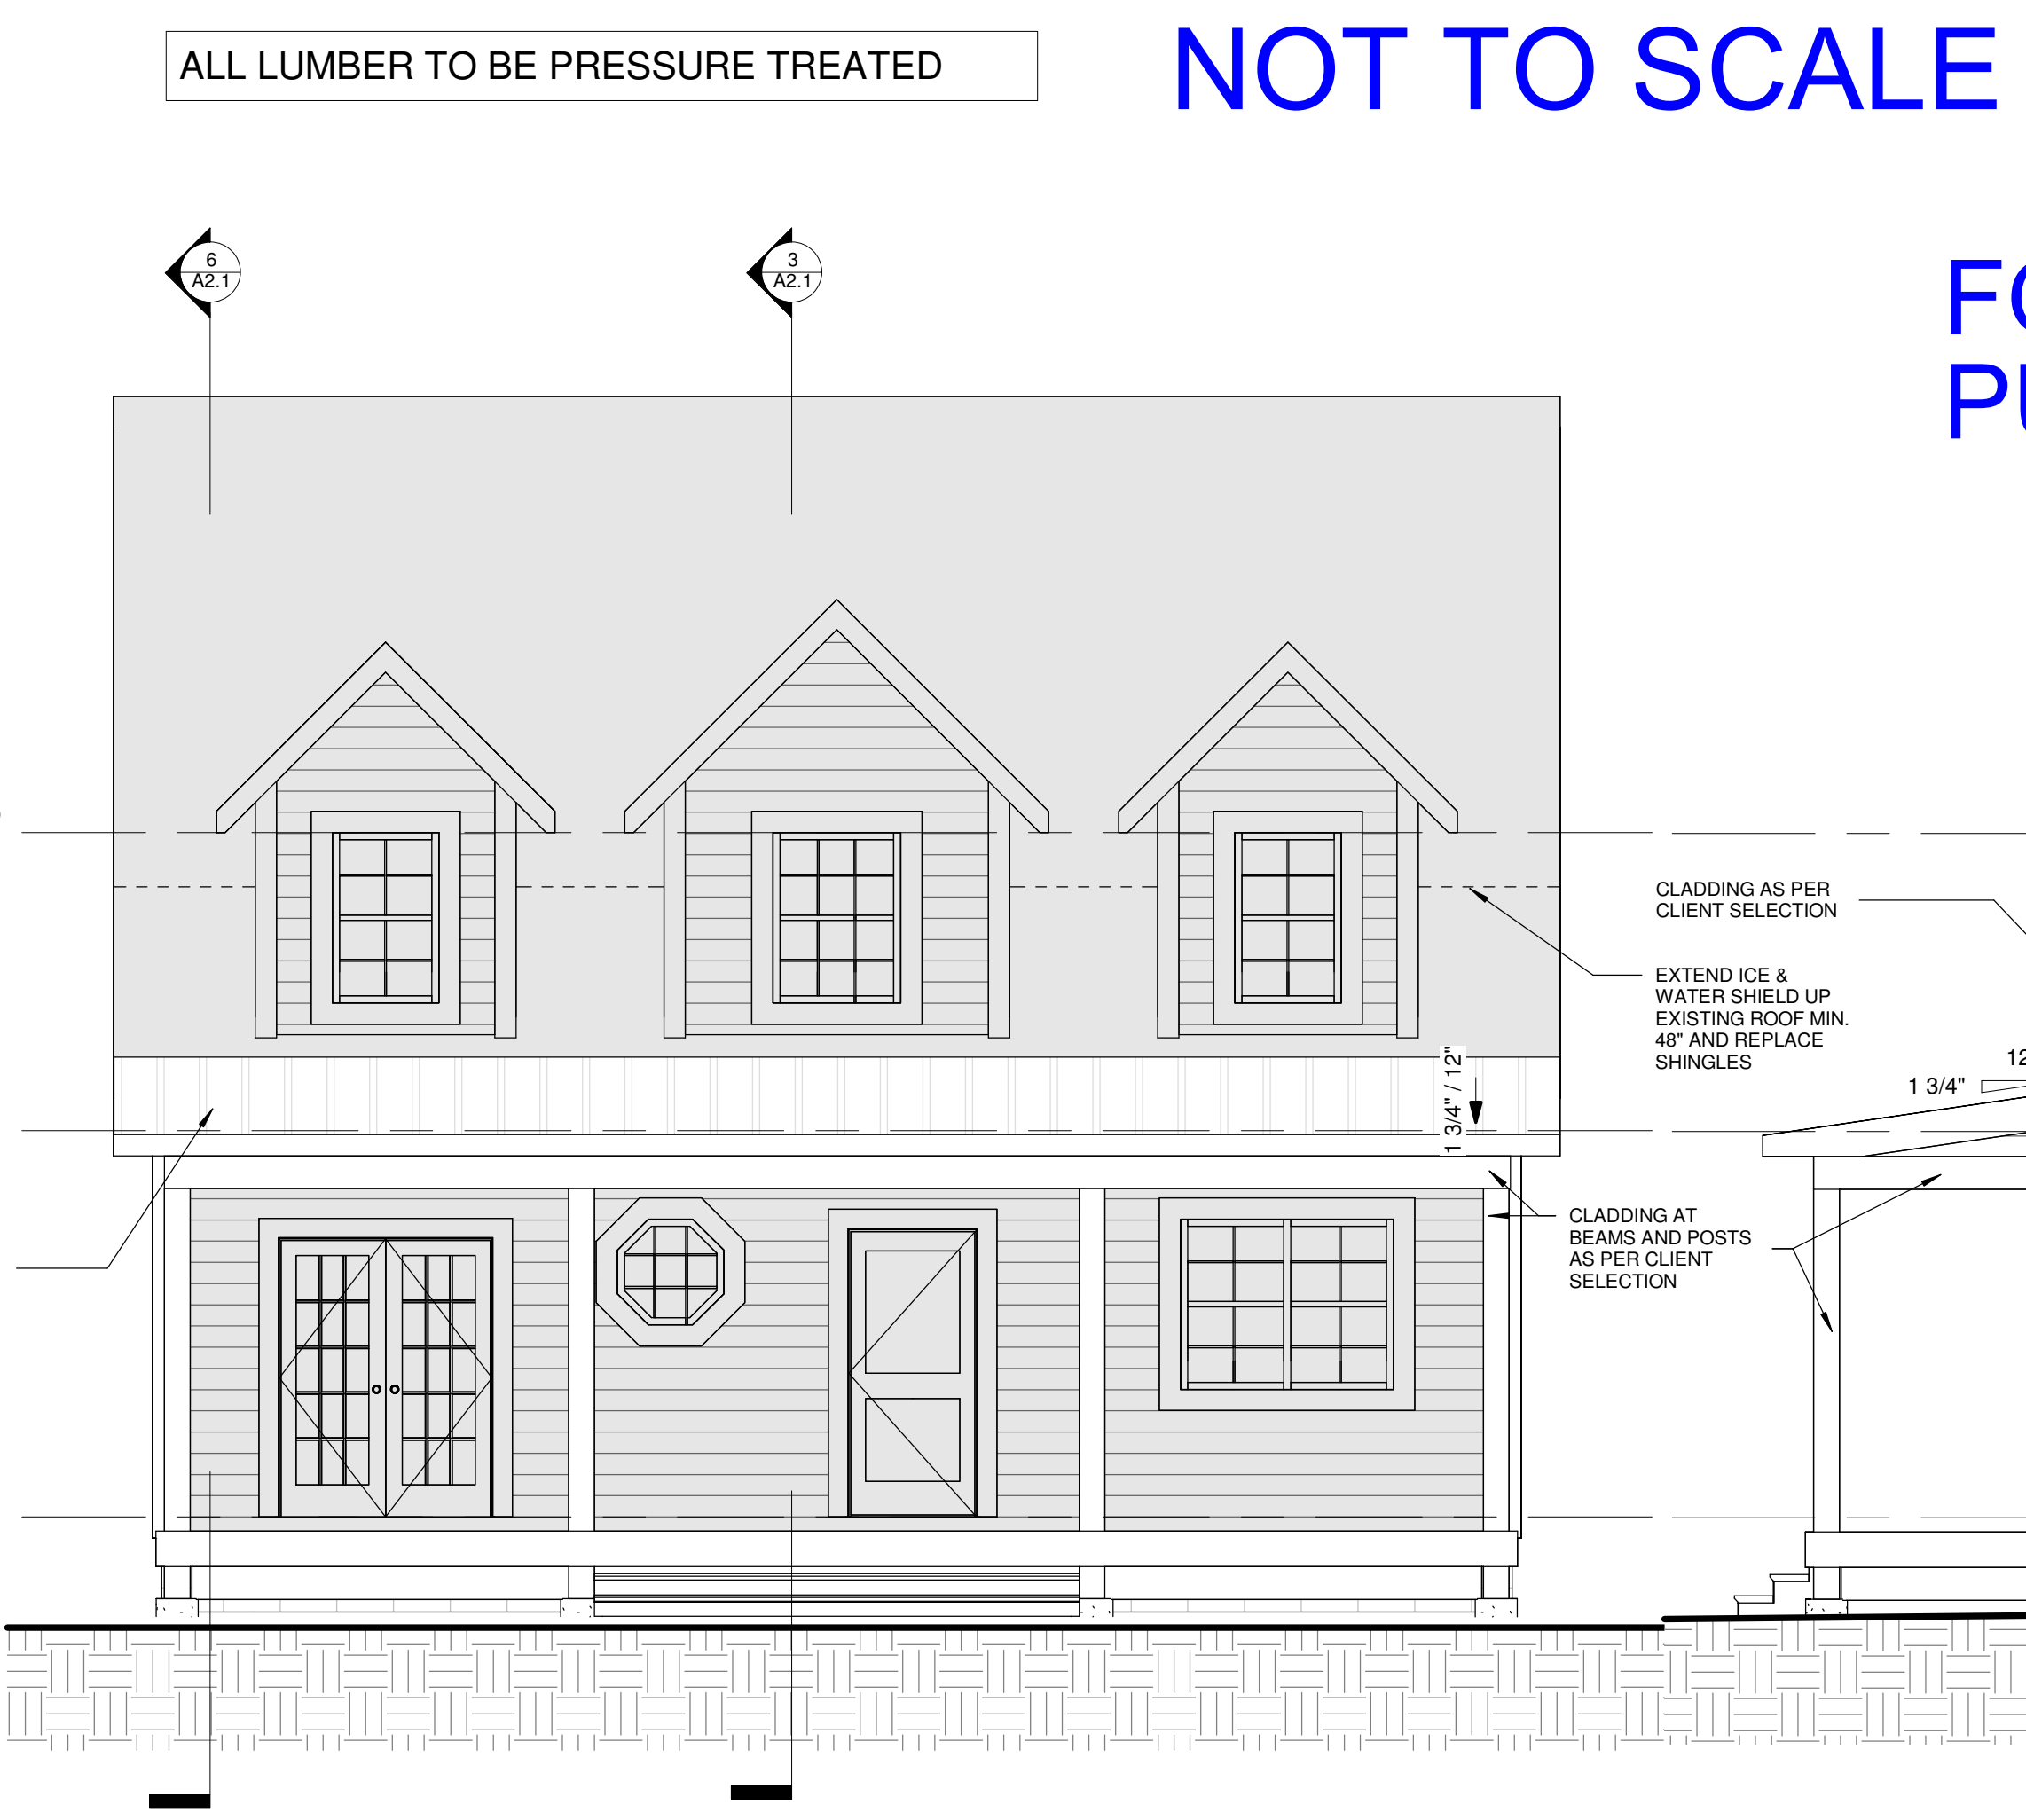 ALL LUMBER TO BE PRESSURE TREATED
NOT TO SCALE
6
A2.1
3
A2.1
CLADDING AS PER
CLIENT SELECTION
EXTEND ICE &
WATER SHIELD UP
EXISTING ROOF MIN.
48" AND REPLACE
SHINGLES
1 3/4" / 12"
12
1 3/4"
CLADDING AT
BEAMS AND POSTS
AS PER CLIENT
SELECTION